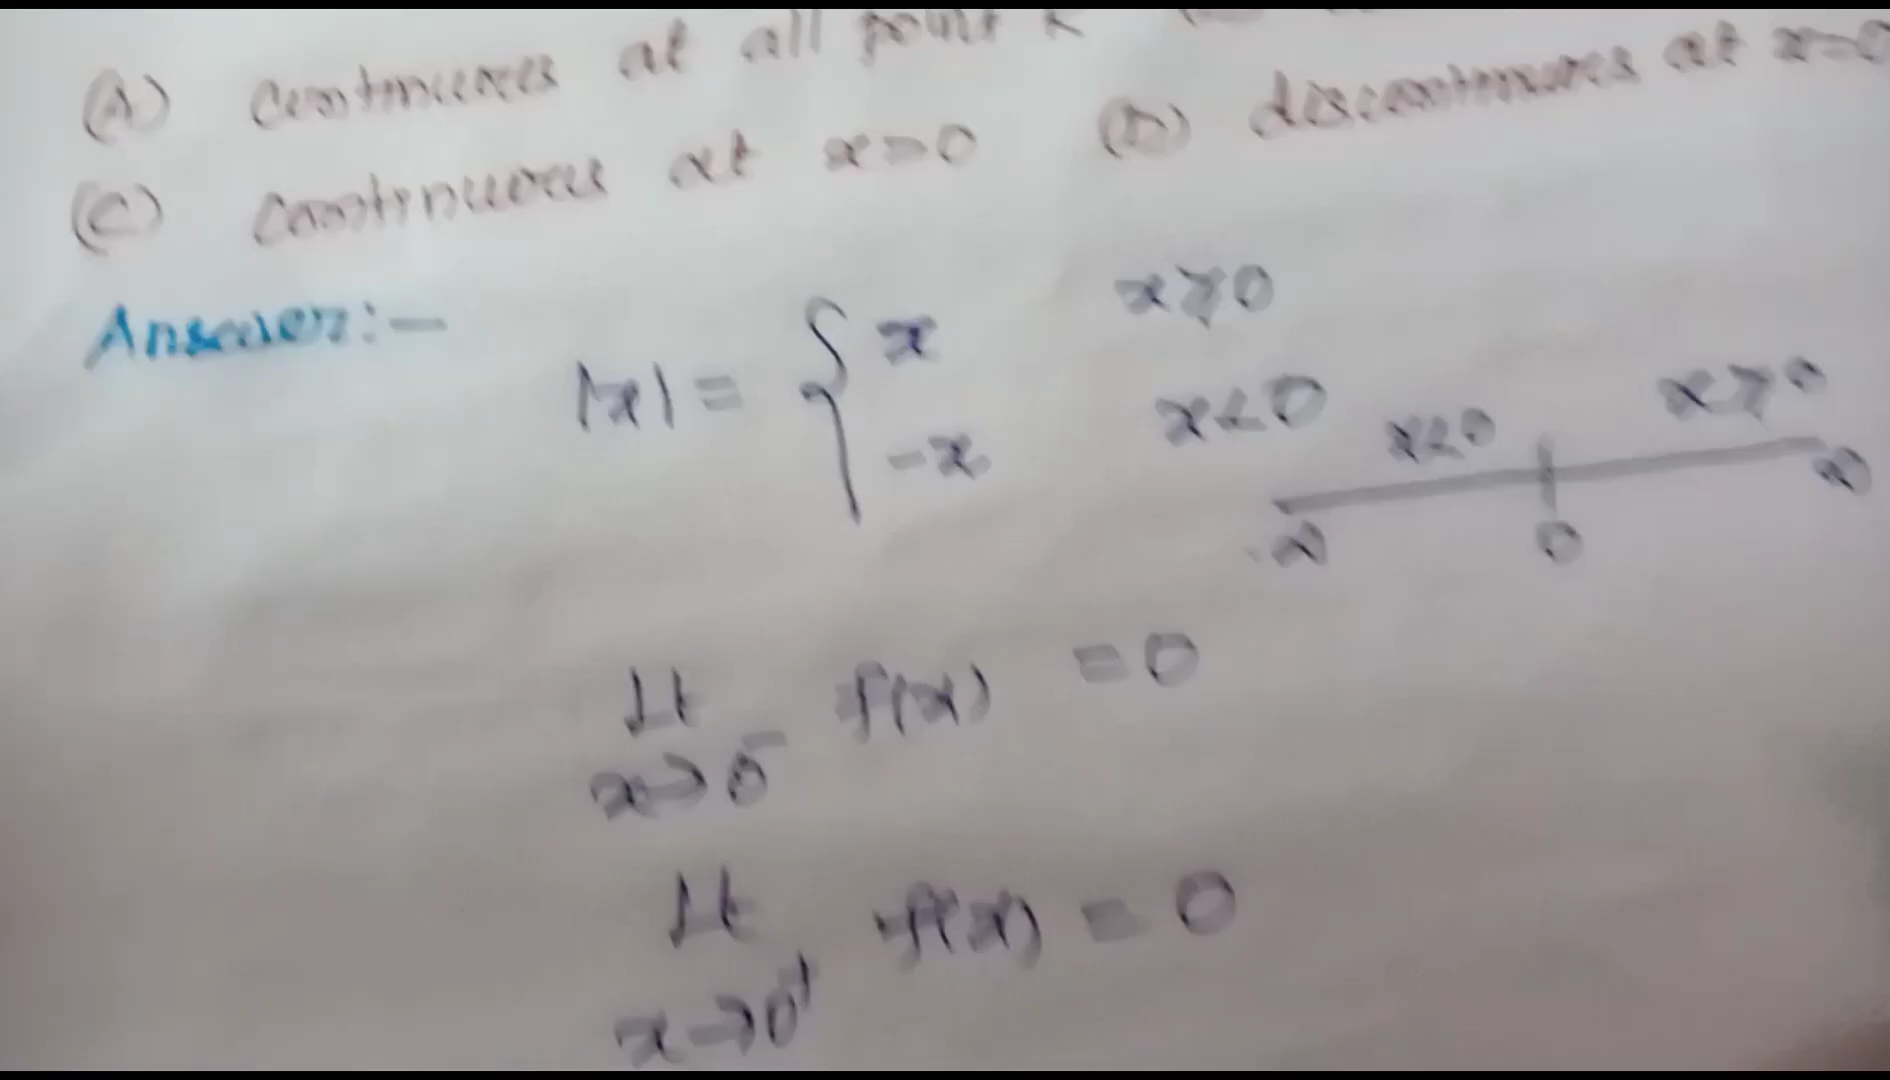 (A) continuous at all point
(C) continuous at x=0 (D) discontinuous at x=0
Answer:-
|x| = { x x≥0
-x x<0
x<0 x≥0
-∞ 0 ∞
Lt f(x) = 0
x→0⁻
Lt f(x) = 0
x→0⁺